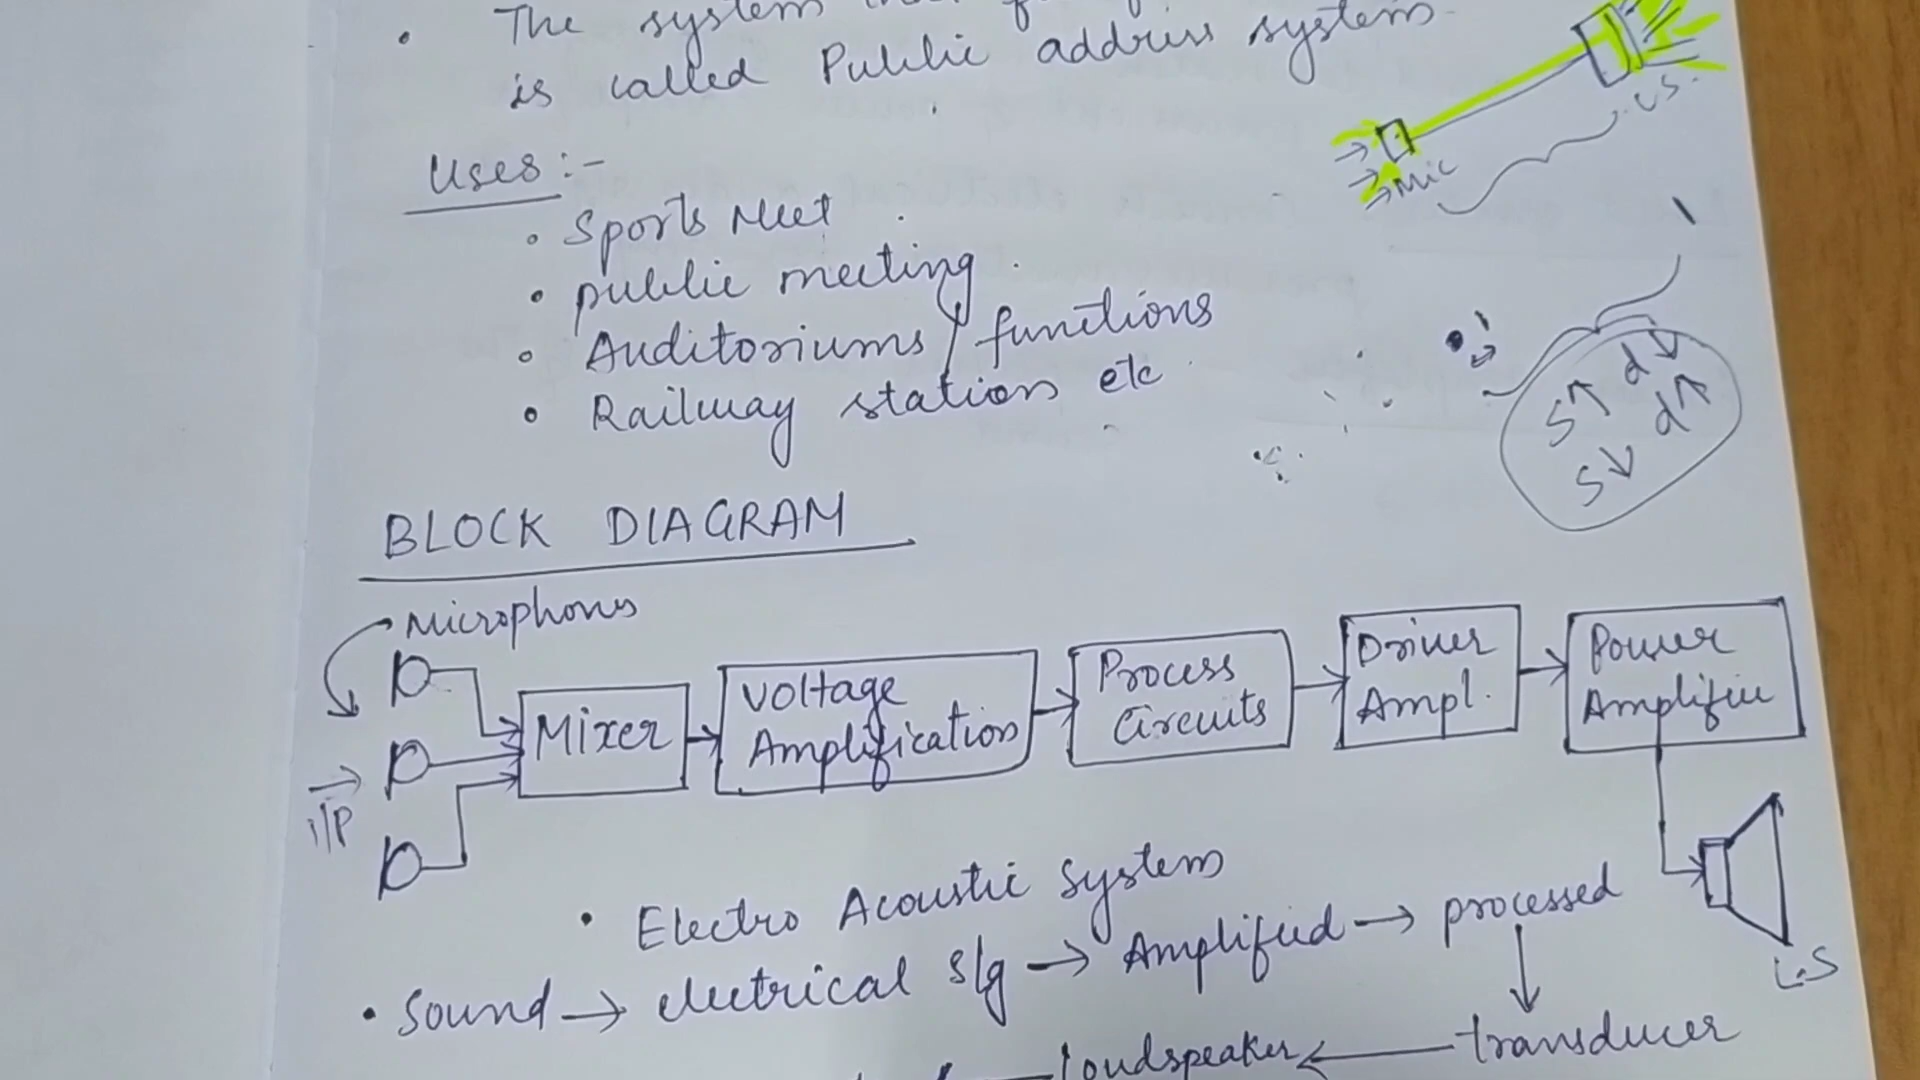 • The system
is called Public address system
L.S.
Mic
Uses :-
• Sports Meet
• public meeting.
• Auditoriums / functions
• Railway stations etc
S↑ d↓
S↓ d↑
BLOCK DIAGRAM
Microphones
i/P
Mixer
Voltage
Amplification
Process
Circuits
Driver
Ampl.
Power
Amplifier
L.S
• Electro Acoustic System
• Sound → electrical s/g → Amplified → processed
loudspeaker ← transducer